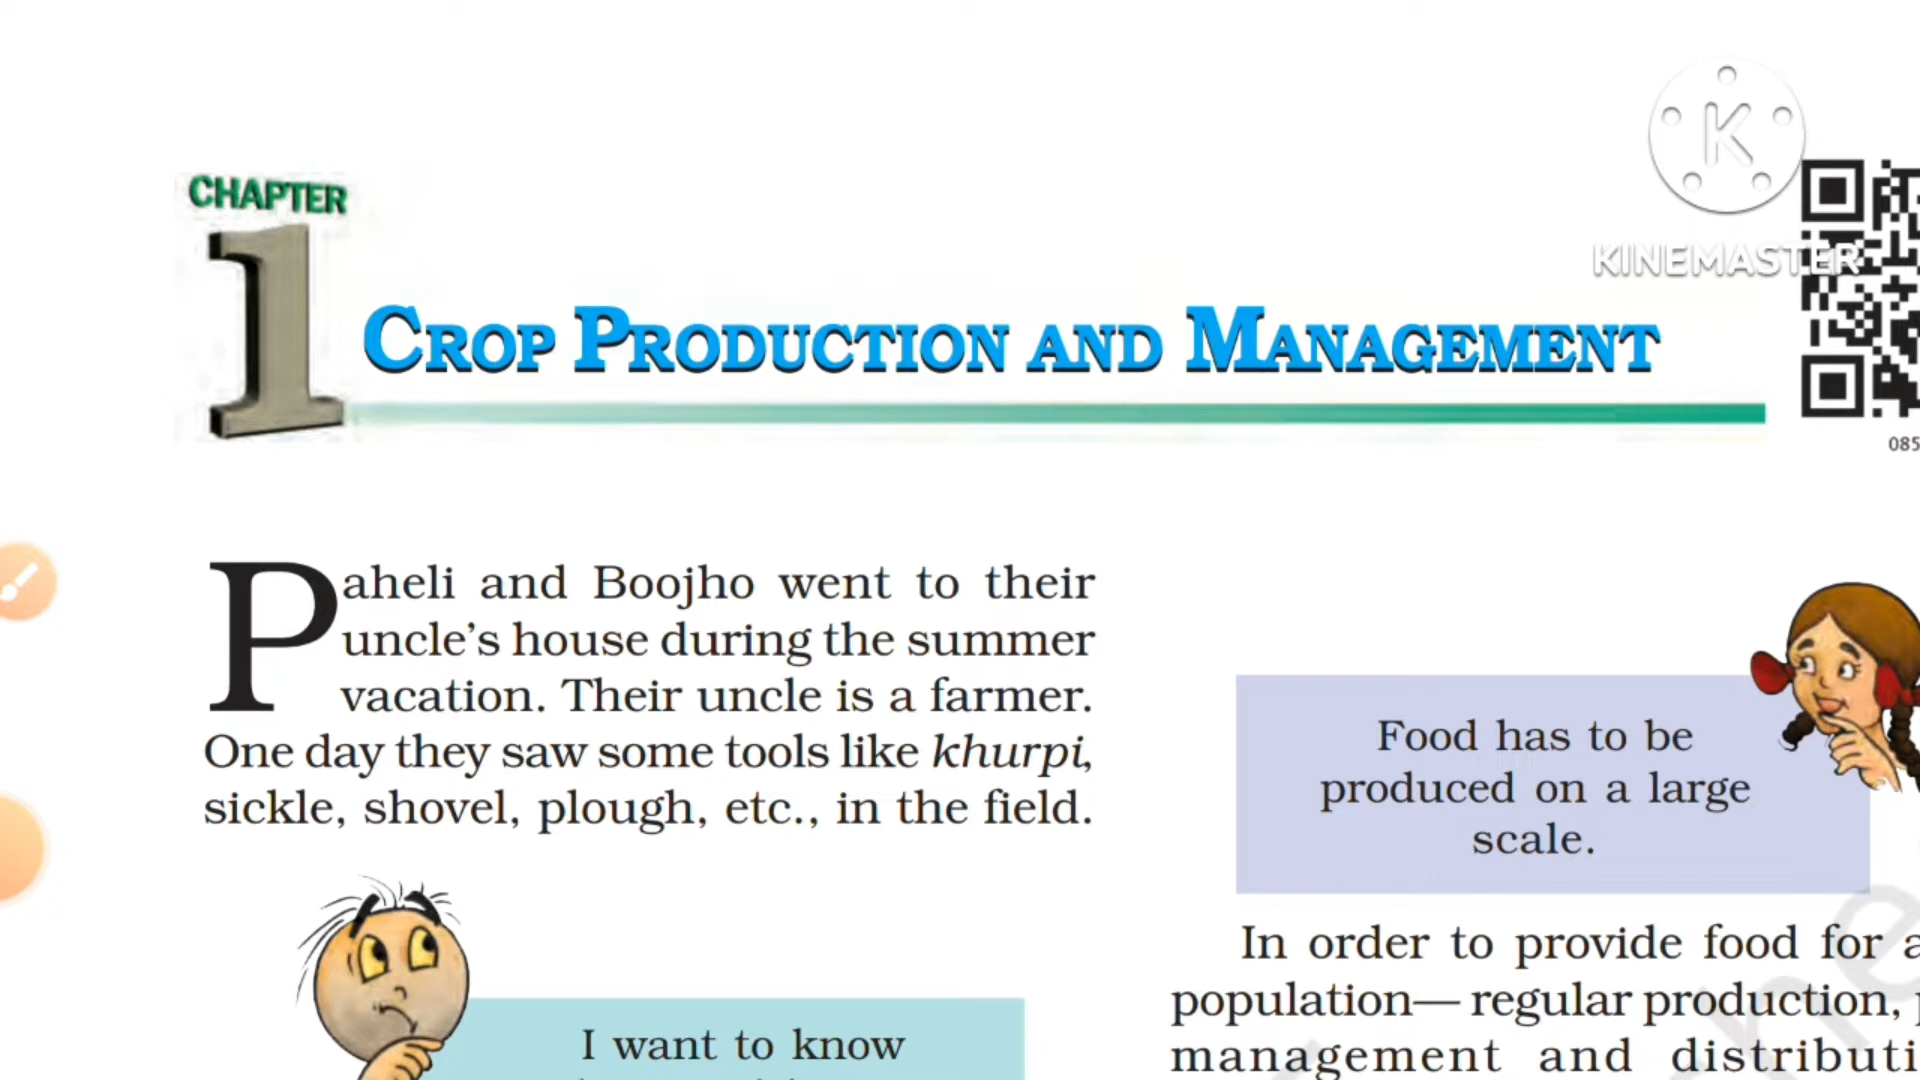 KINEMASTER
CHAPTER
1
CROP PRODUCTION AND MANAGEMENT
085
Paheli and Boojho went to their
uncle’s house during the summer
vacation. Their uncle is a farmer.
One day they saw some tools like khurpi,
sickle, shovel, plough, etc., in the field.
I want to know
Food has to be
produced on a large
scale.
In order to provide food for a
population— regular production,
management and distributi